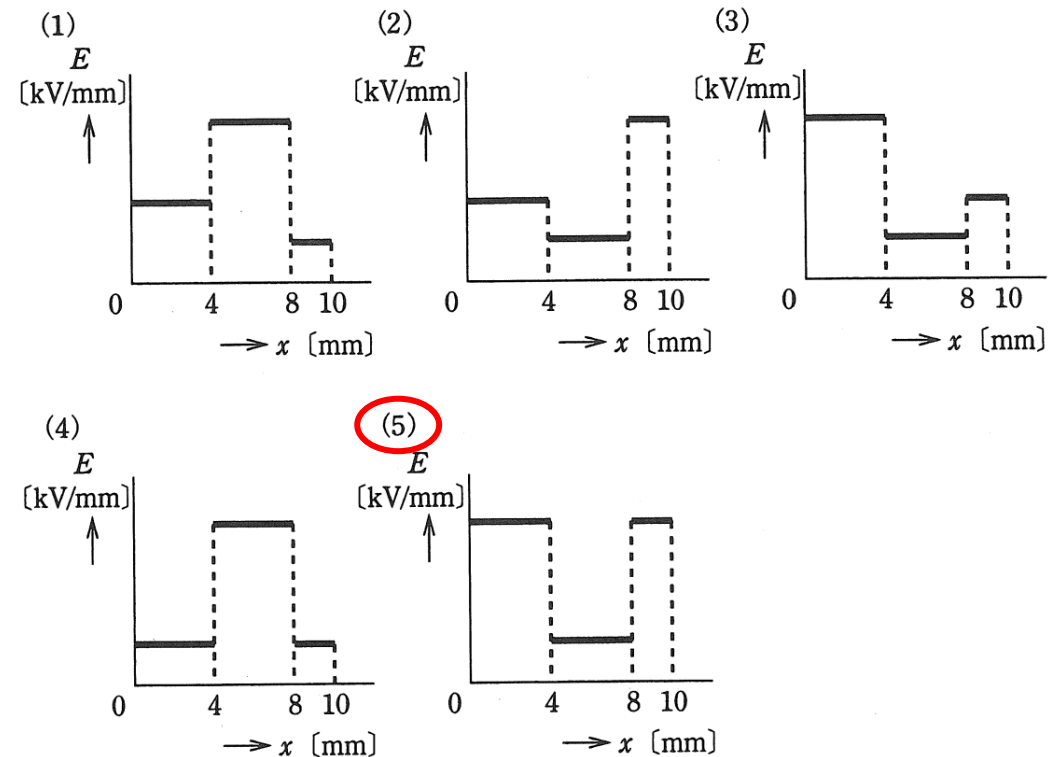 (1)
E
〔kV/mm〕
0 4 8 10
x〔mm〕
(2)
E
〔kV/mm〕
0 4 8 10
x〔mm〕
(3)
E
〔kV/mm〕
0 4 8 10
x〔mm〕
(4)
E
〔kV/mm〕
0 4 8 10
x〔mm〕
(5)
E
〔kV/mm〕
0 4 8 10
x〔mm〕